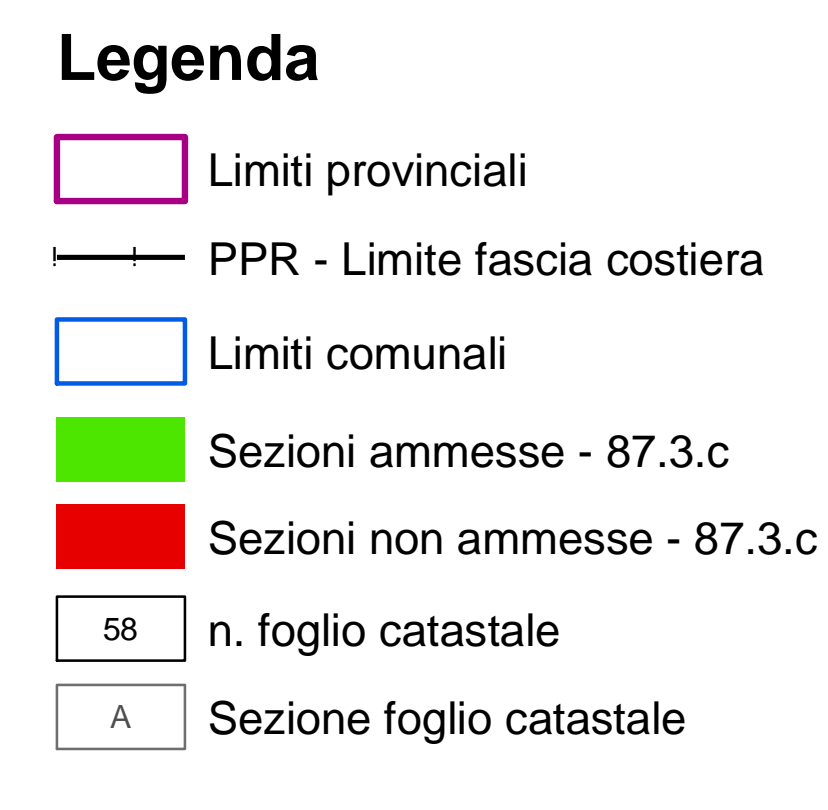 Legenda
Limiti provinciali
PPR - Limite fascia costiera
Limiti comunali
Sezioni ammesse - 87.3.c
Sezioni non ammesse - 87.3.c
58 n. foglio catastale
A Sezione foglio catastale